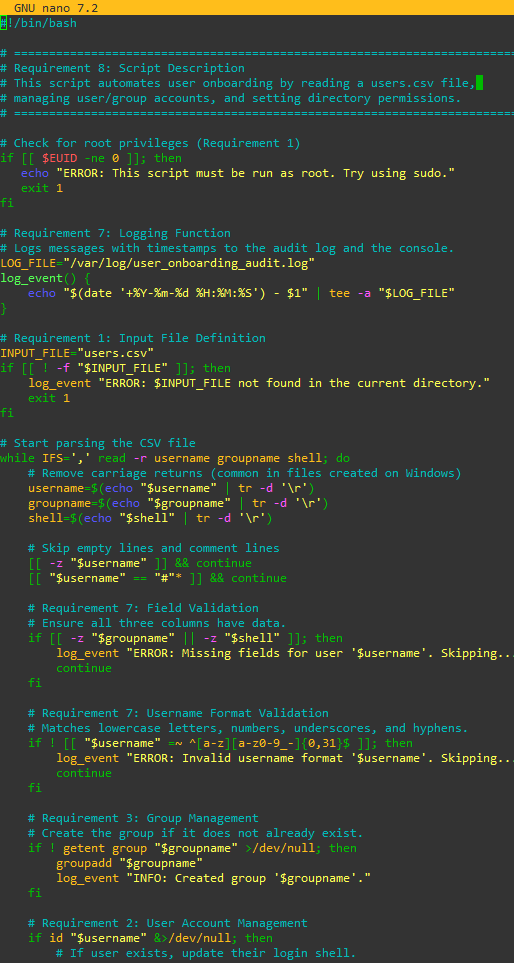 GNU nano 7.2
#!/bin/bash
# ==================================================================
# Requirement 8: Script Description
# This script automates user onboarding by reading a users.csv file,
# managing user/group accounts, and setting directory permissions.
# ==================================================================
# Check for root privileges (Requirement 1)
if [[ $EUID -ne 0 ]]; then
   echo "ERROR: This script must be run as root. Try using sudo."
   exit 1
fi
# Requirement 7: Logging Function
# Logs messages with timestamps to the audit log and the console.
LOG_FILE="/var/log/user_onboarding_audit.log"
log_event() {
    echo "$(date '+%Y-%m-%d %H:%M:%S') - $1" | tee -a "$LOG_FILE"
}
# Requirement 1: Input File Definition
INPUT_FILE="users.csv"
if [[ ! -f "$INPUT_FILE" ]]; then
    log_event "ERROR: $INPUT_FILE not found in the current directory."
    exit 1
fi
# Start parsing the CSV file
while IFS=',' read -r username groupname shell; do
    # Remove carriage returns (common in files created on Windows)
    username=$(echo "$username" | tr -d '\r')
    groupname=$(echo "$groupname" | tr -d '\r')
    shell=$(echo "$shell" | tr -d '\r')
    # Skip empty lines and comment lines
    [[ -z "$username" ]] && continue
    [[ "$username" == "#"* ]] && continue
    # Requirement 7: Field Validation
    # Ensure all three columns have data.
    if [[ -z "$groupname" || -z "$shell" ]]; then
        log_event "ERROR: Missing fields for user '$username'. Skipping...
        continue
    fi
    # Requirement 7: Username Format Validation
    # Matches lowercase letters, numbers, underscores, and hyphens.
    if ! [[ "$username" =~ ^[a-z][a-z0-9_-]{0,31}$ ]]; then
        log_event "ERROR: Invalid username format '$username'. Skipping...
        continue
    fi
    # Requirement 3: Group Management
    # Create the group if it does not already exist.
    if ! getent group "$groupname" >/dev/null; then
        groupadd "$groupname"
        log_event "INFO: Created group '$groupname'."
    fi
    # Requirement 2: User Account Management
    if id "$username" &>/dev/null; then
        # If user exists, update their login shell.